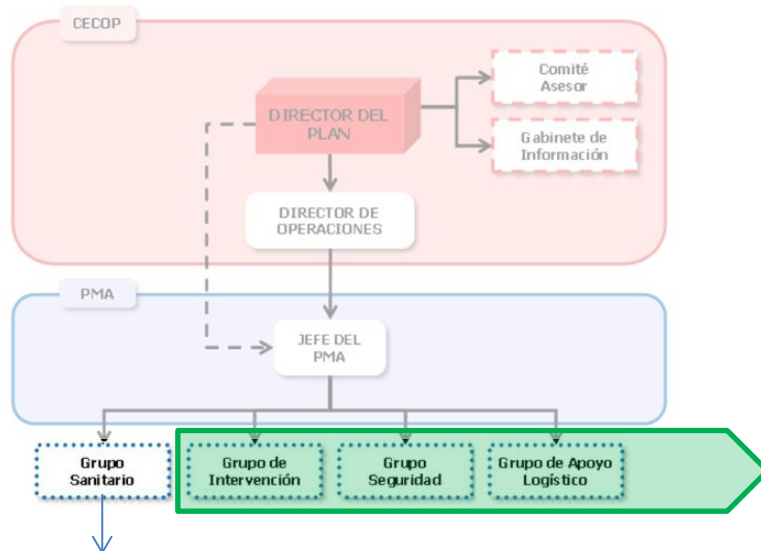 CECOP
Comité
Asesor
DIRECTOR DEL
PLAN
Gabinete de
Información
DIRECTOR DE
OPERACIONES
PMA
JEFE DEL
PMA
Grupo
Sanitario
Grupo de
Intervención
Grupo
Seguridad
Grupo de Apoyo
Logístico